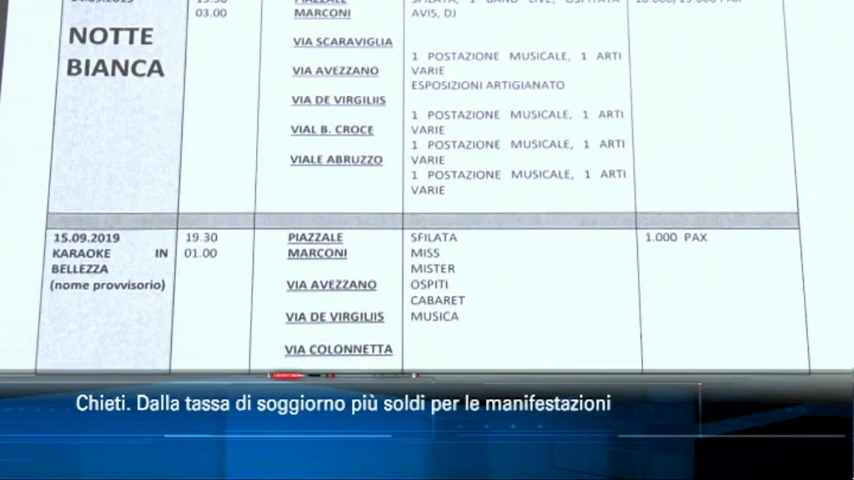 PIAZZALE
MARCONI
03.00
AVIS, DJ
NOTTE
BIANCA
VIA SCARAVIGLIA
VIA AVEZZANO
VIA DE VIRGILIIS
VIAL B. CROCE
VIALE ABRUZZO
1 POSTAZIONE MUSICALE, 1 ARTI
VARIE
ESPOSIZIONI ARTIGIANATO
1 POSTAZIONE MUSICALE, 1 ARTI
VARIE
1 POSTAZIONE MUSICALE, 1 ARTI
VARIE
1 POSTAZIONE MUSICALE, 1 ARTI
VARIE
15.09.2019
KARAOKE IN
BELLEZZA
(nome provvisorio)
19.30
01.00
PIAZZALE
MARCONI
VIA AVEZZANO
VIA DE VIRGILIIS
VIA COLONNETTA
SFILATA
MISS
MISTER
OSPITI
CABARET
MUSICA
1.000 PAX
Chieti. Dalla tassa di soggiorno più soldi per le manifestazioni